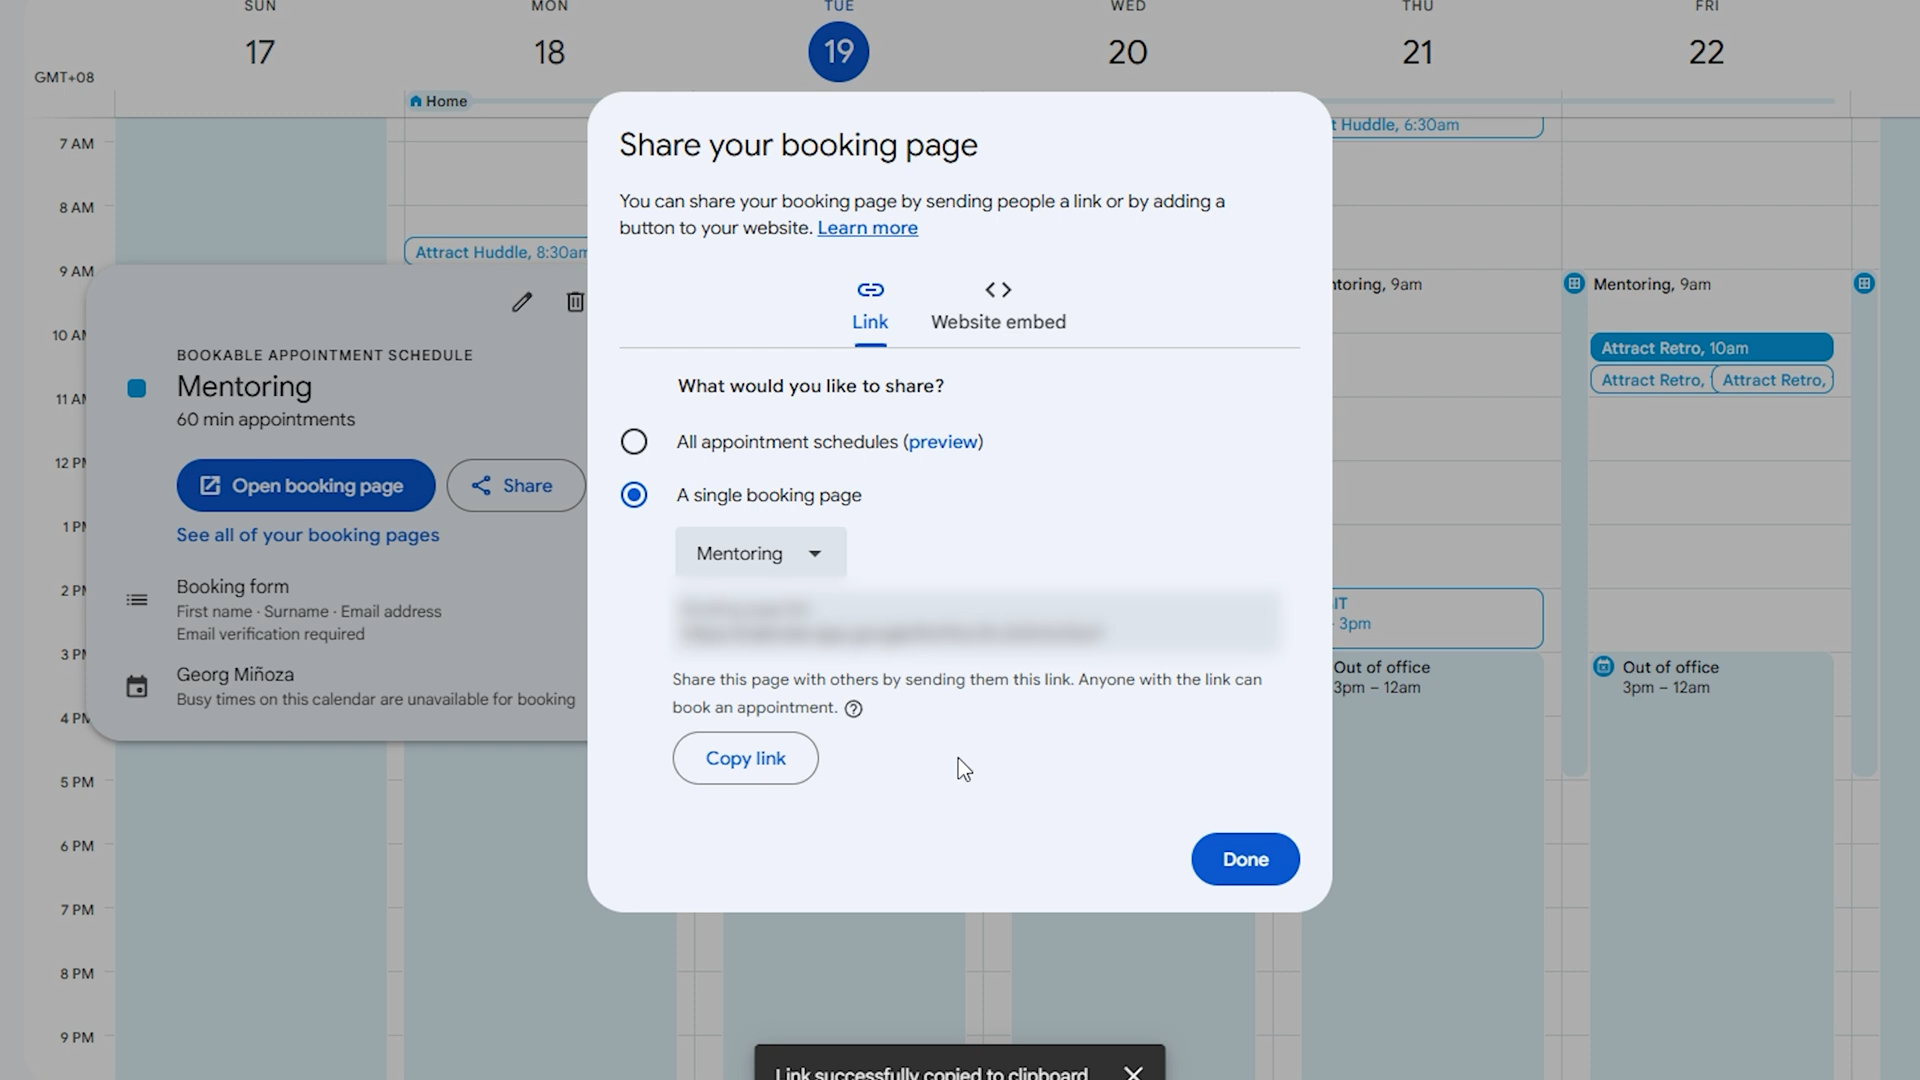 SUN
MON
TUE
WED
THU
FRI
17
18
19
20
21
22
GMT+08
Home
7 AM
8 AM
9 AM
10 AM
11 AM
12 PM
1 PM
2 PM
3 PM
4 PM
5 PM
6 PM
7 PM
8 PM
9 PM
Attract Huddle, 8:30am
t Huddle, 6:30am
ntoring, 9am
Mentoring, 9am
Attract Retro, 10am
Attract Retro,
Attract Retro,
IT
3pm
Out of office
3pm – 12am
Out of office
3pm – 12am
BOOKABLE APPOINTMENT SCHEDULE
Mentoring
60 min appointments
Open booking page
Share
See all of your booking pages
Booking form
First name · Surname · Email address
Email verification required
Georg Miñoza
Busy times on this calendar are unavailable for booking
Share your booking page
You can share your booking page by sending people a link or by adding a
button to your website. Learn more
Link
Website embed
What would you like to share?
All appointment schedules (preview)
A single booking page
Mentoring
Share this page with others by sending them this link. Anyone with the link can
book an appointment.
Copy link
Done
Link successfully copied to clipboard